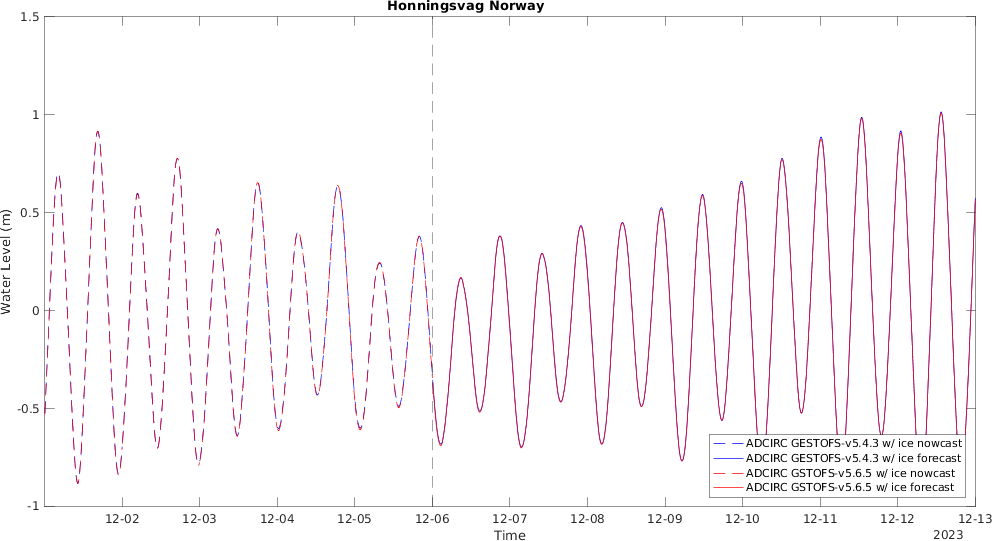 Honningsvag Norway
1.5
1
0.5
0
-0.5
-1
Water Level (m)
ADCIRC GESTOFS-v5.4.3 w/ ice nowcast
ADCIRC GESTOFS-v5.4.3 w/ ice forecast
ADCIRC GSTOFS-v5.6.5 w/ ice nowcast
ADCIRC GSTOFS-v5.6.5 w/ ice forecast
12-02 12-03 12-04 12-05 12-06 12-07 12-08 12-09 12-10 12-11 12-12 12-13
Time
2023